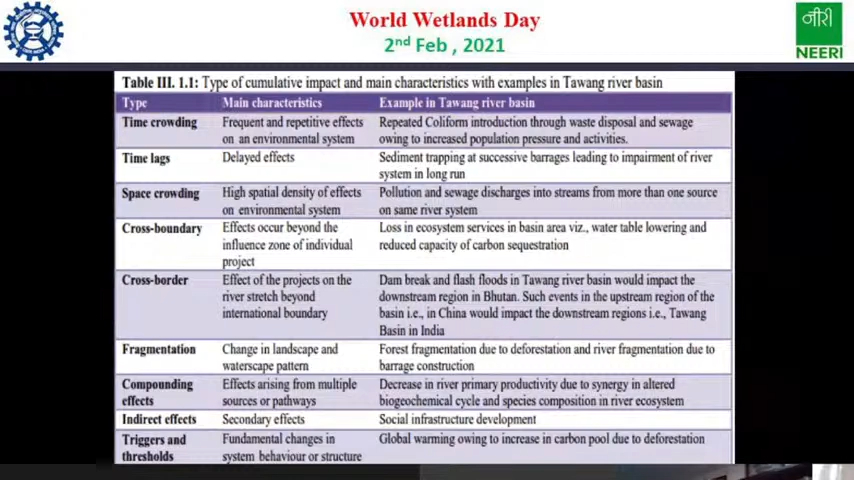 World Wetlands Day
2nd Feb , 2021
नीरी
NEERI
Table III. 1.1: Type of cumulative impact and main characteristics with examples in Tawang river basin
Type Main characteristics Example in Tawang river basin
Time crowding Frequent and repetitive effects Repeated Coliform introduction through waste disposal and sewage
on an environmental system owing to increased population pressure and activities.
Time lags Delayed effects Sediment trapping at successive barrages leading to impairment of river
system in long run
Space crowding High spatial density of effects Pollution and sewage discharges into streams from more than one source
on environmental system on same river system
Cross-boundary Effects occur beyond the Loss in ecosystem services in basin area viz., water table lowering and
influence zone of individual reduced capacity of carbon sequestration
project
Cross-border Effect of the projects on the Dam break and flash floods in Tawang river basin would impact the
river stretch beyond downstream region in Bhutan. Such events in the upstream region of the
international boundary basin i.e., in China would impact the downstream regions i.e., Tawang
Basin in India
Fragmentation Change in landscape and Forest fragmentation due to deforestation and river fragmentation due to
waterscape pattern barrage construction
Compounding Effects arising from multiple Decrease in river primary productivity due to synergy in altered
effects sources or pathways biogeochemical cycle and species composition in river ecosystem
Indirect effects Secondary effects Social infrastructure development
Triggers and Fundamental changes in Global warming owing to increase in carbon pool due to deforestation
thresholds system behaviour or structure